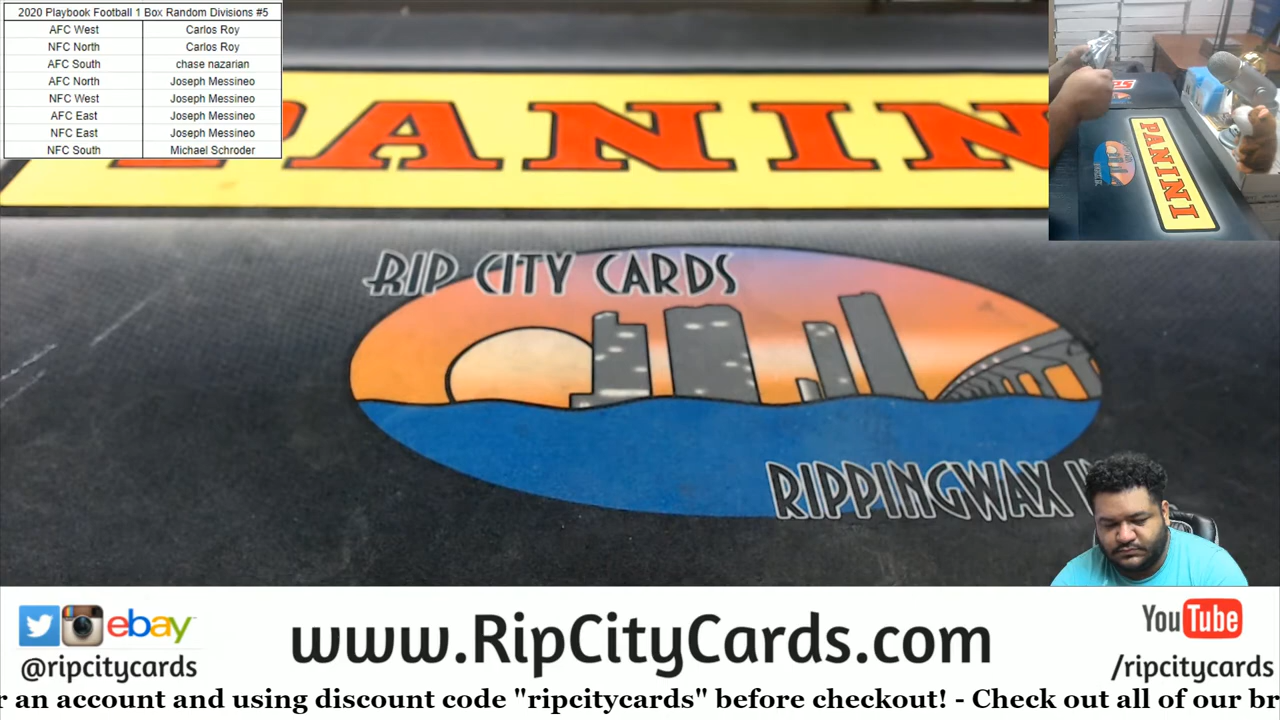 2020 Playbook Football 1 Box Random Divisions #5
AFC West Carlos Roy
NFC North Carlos Roy
AFC South chase nazarian
AFC North Joseph Messineo
NFC West Joseph Messineo
AFC East Joseph Messineo
NFC East Joseph Messineo
NFC South Michael Schroder
PANINI
PANINI
RIP CITY CARDS
RIPPINGWAX
ebay
www.RipCityCards.com
YouTube
@ripcitycards
/ripcitycards
r an account and using discount code "ripcitycards" before checkout! - Check out all of our br